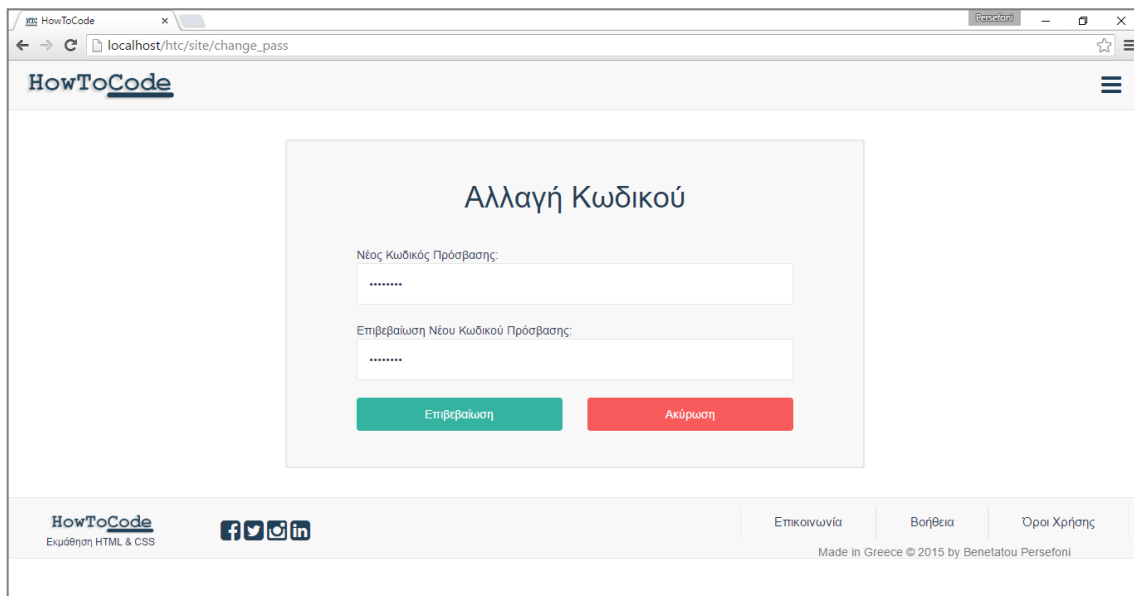 HTC HowToCode
Persefoni
localhost/htc/site/change_pass
HowToCode
Αλλαγή Κωδικού
Νέος Κωδικός Πρόσβασης:
••••••••
Επιβεβαίωση Νέου Κωδικού Πρόσβασης:
••••••••
Επιβεβαίωση Ακύρωση
HowToCode
Εκμάθηση HTML & CSS
Επικοινωνία Βοήθεια Όροι Χρήσης
Made in Greece © 2015 by Benetatou Persefoni